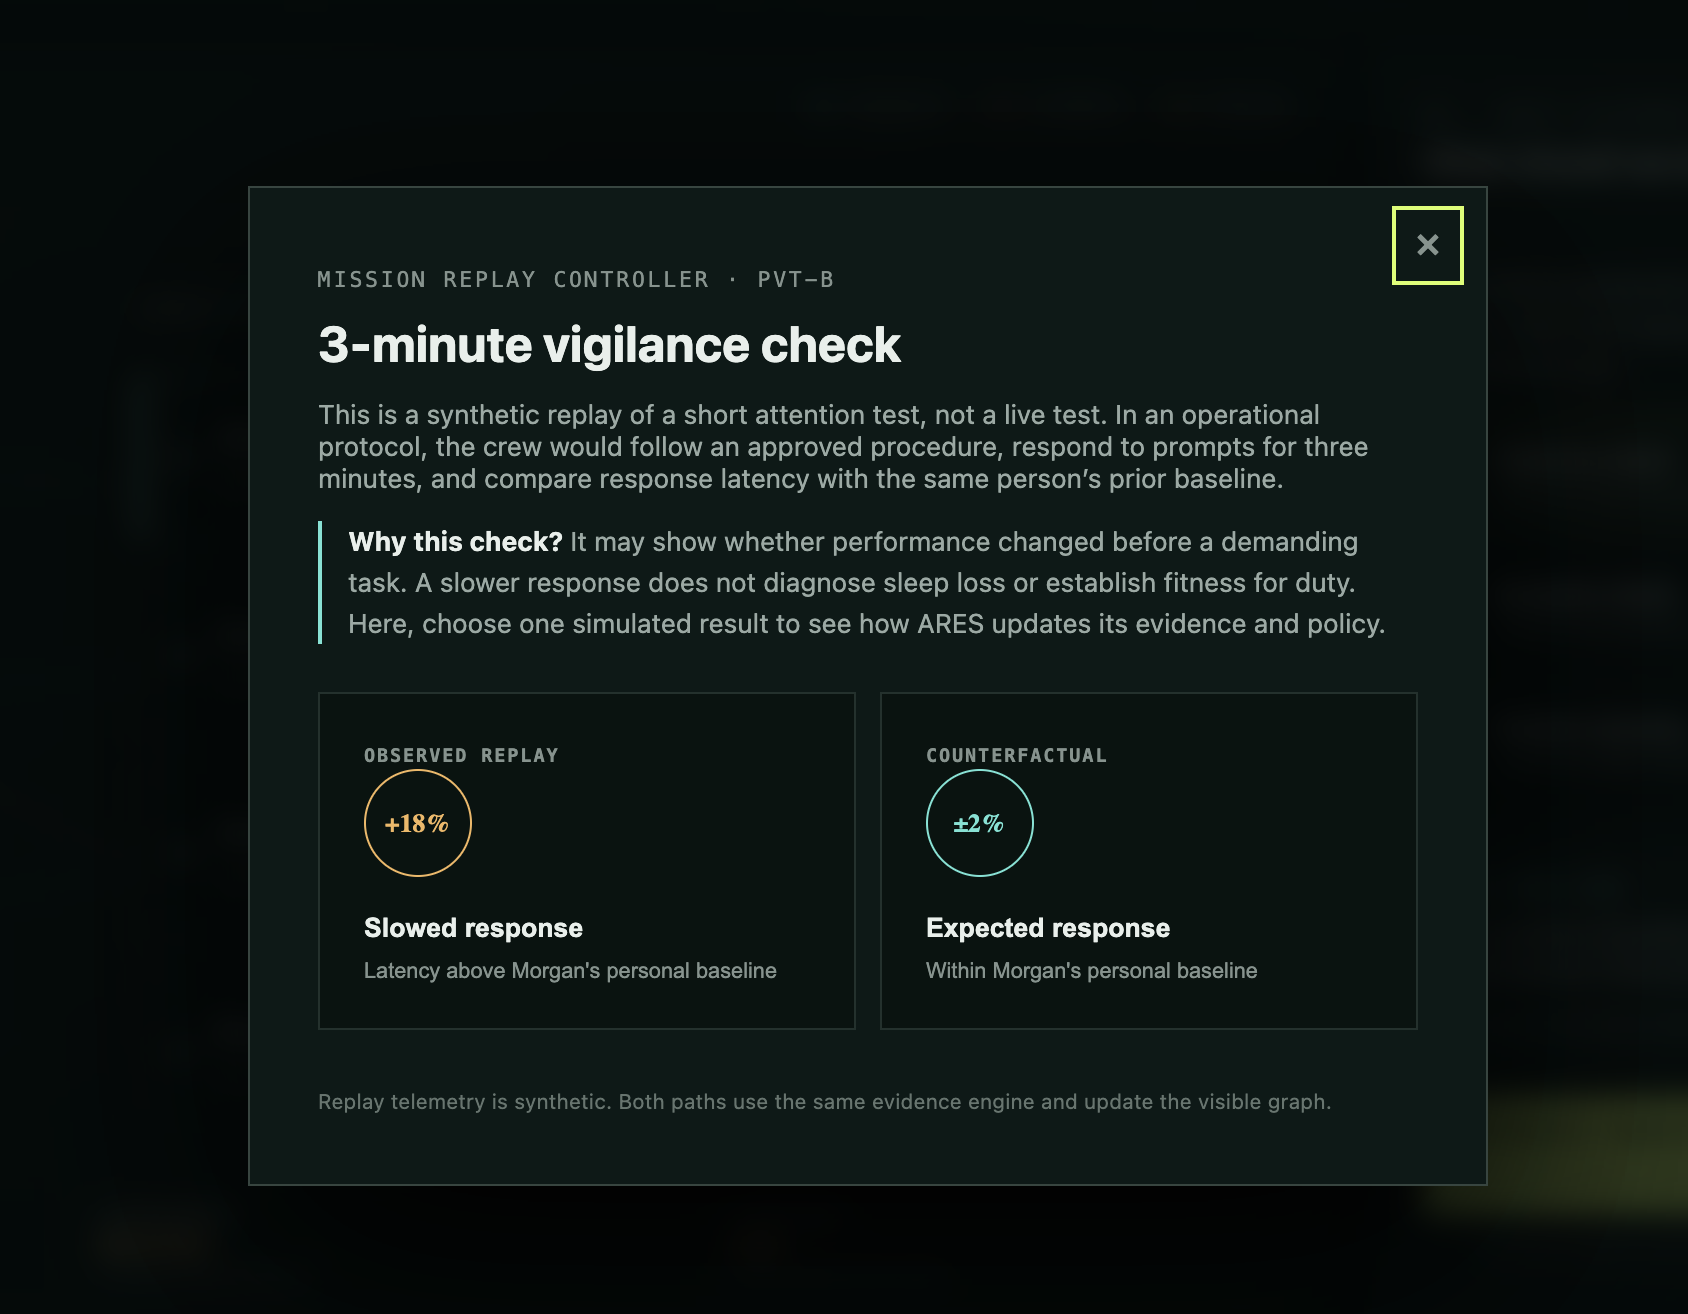 MISSION REPLAY CONTROLLER · PVT–B
3-minute vigilance check
This is a synthetic replay of a short attention test, not a live test. In an operational
protocol, the crew would follow an approved procedure, respond to prompts for three
minutes, and compare response latency with the same person’s prior baseline.
Why this check? It may show whether performance changed before a demanding
task. A slower response does not diagnose sleep loss or establish fitness for duty.
Here, choose one simulated result to see how ARES updates its evidence and policy.
OBSERVED REPLAY
+18%
Slowed response
Latency above Morgan's personal baseline
COUNTERFACTUAL
±2%
Expected response
Within Morgan's personal baseline
Replay telemetry is synthetic. Both paths use the same evidence engine and update the visible graph.